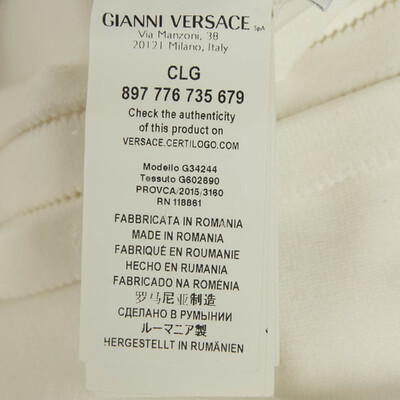 GIANNI VERSACE SpA
Via Manzoni, 38
20121 Milano, Italy
CLG
897 776 735 679
Check the authenticity
of this product on
VERSACE.CERTILOGO.COM
Modello G34244
Tessuto G602690
PROVCA/2015/3160
RN 118861
FABBRICATA IN ROMANIA
MADE IN ROMANIA
FABRIQUÉ EN ROUMANIE
HECHO EN RUMANIA
FABRICADO NA ROMÉNIA
罗马尼亚制造
СДЕЛАНО В РУМЫНИИ
ルーマニア製
HERGESTELLT IN RUMÄNIEN